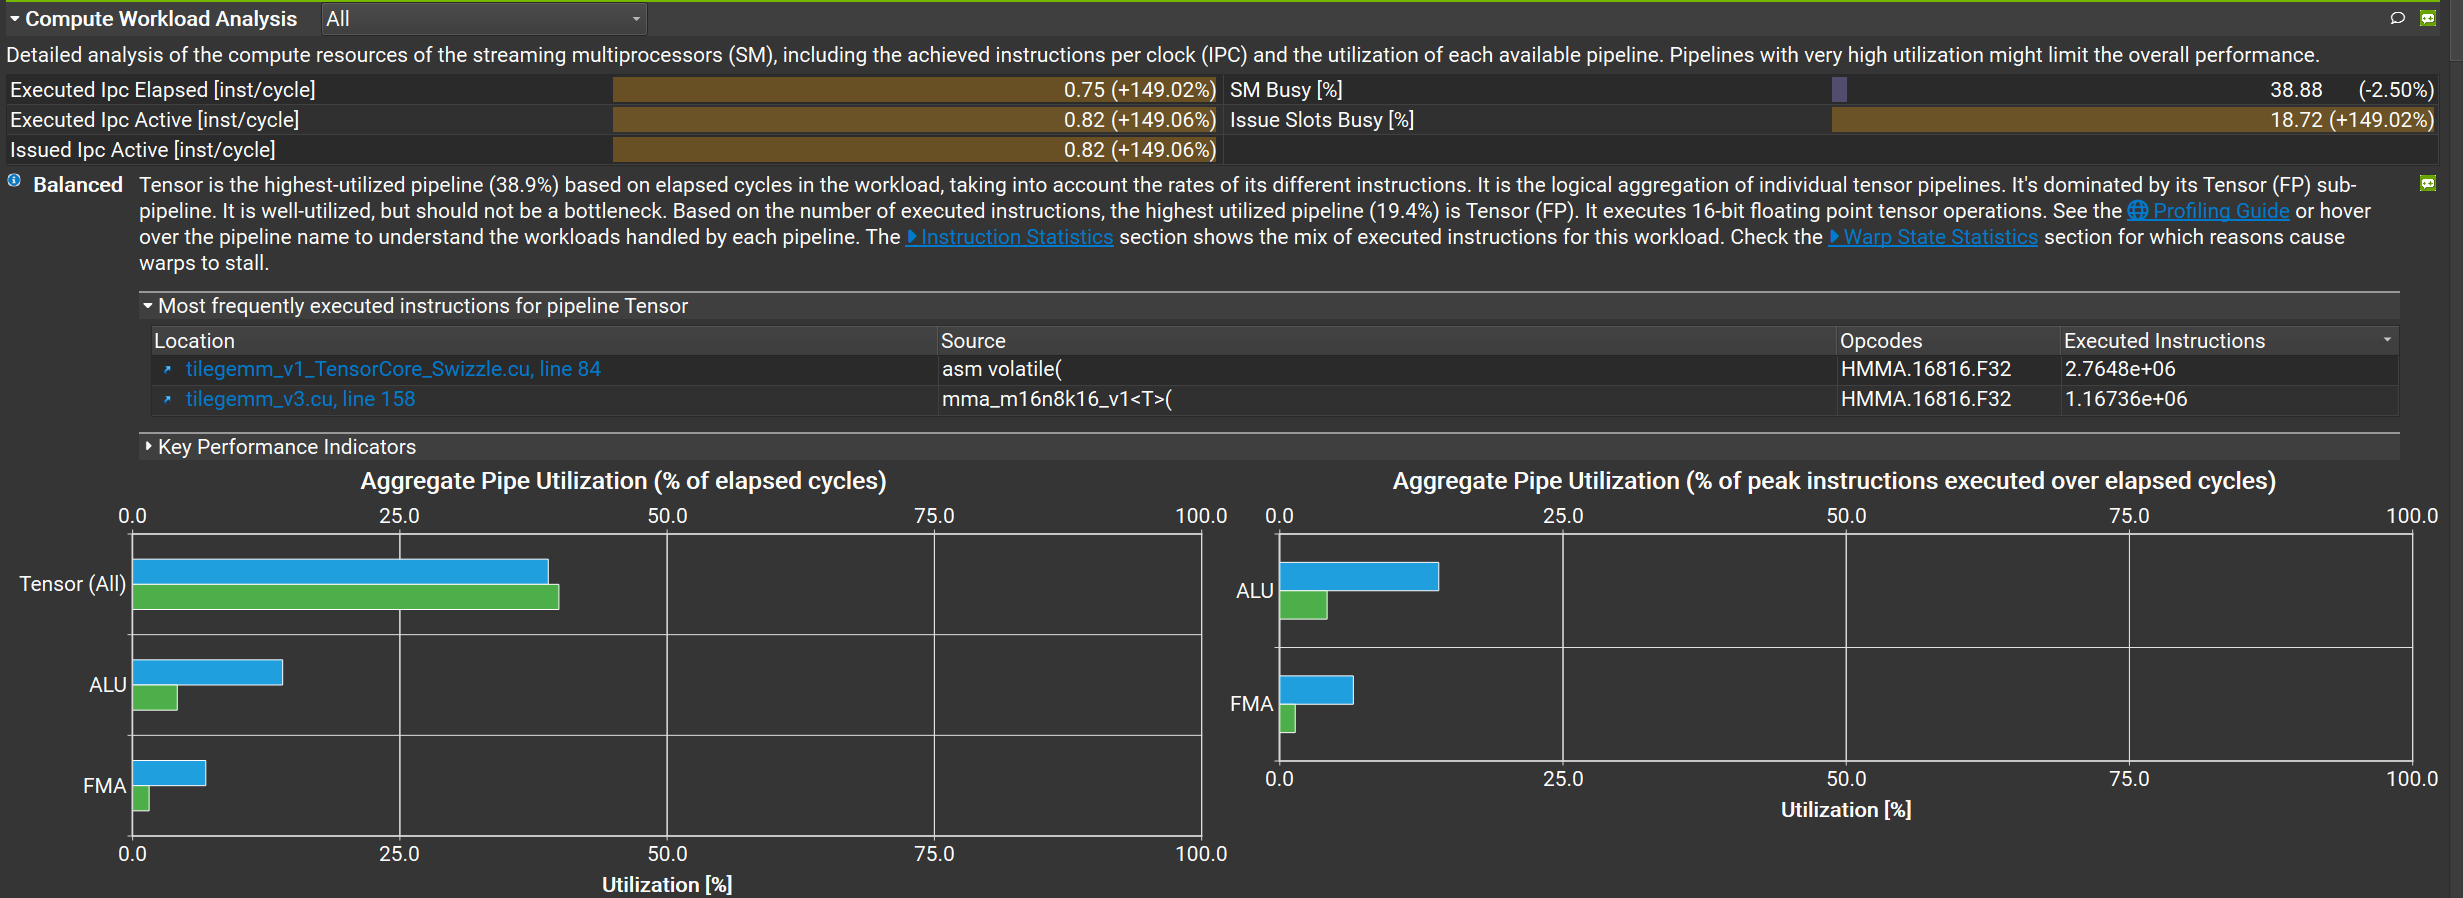 Compute Workload Analysis All
Detailed analysis of the compute resources of the streaming multiprocessors (SM), including the achieved instructions per clock (IPC) and the utilization of each available pipeline. Pipelines with very high utilization might limit the overall performance.
Executed Ipc Elapsed [inst/cycle] 0.75 (+149.02%) SM Busy [%] 38.88 (-2.50%)
Executed Ipc Active [inst/cycle] 0.82 (+149.06%) Issue Slots Busy [%] 18.72 (+149.02%)
Issued Ipc Active [inst/cycle] 0.82 (+149.06%)
Balanced Tensor is the highest-utilized pipeline (38.9%) based on elapsed cycles in the workload, taking into account the rates of its different instructions. It is the logical aggregation of individual tensor pipelines. It's dominated by its Tensor (FP) sub-
pipeline. It is well-utilized, but should not be a bottleneck. Based on the number of executed instructions, the highest utilized pipeline (19.4%) is Tensor (FP). It executes 16-bit floating point tensor operations. See the Profiling Guide or hover
over the pipeline name to understand the workloads handled by each pipeline. The Instruction Statistics section shows the mix of executed instructions for this workload. Check the Warp State Statistics section for which reasons cause
warps to stall.
Most frequently executed instructions for pipeline Tensor
Location Source Opcodes Executed Instructions
tilegemm_v1_TensorCore_Swizzle.cu, line 84 asm volatile( HMMA.16816.F32 2.7648e+06
tilegemm_v3.cu, line 158 mma_m16n8k16_v1<T>( HMMA.16816.F32 1.16736e+06
Key Performance Indicators
Aggregate Pipe Utilization (% of elapsed cycles)
0.0 25.0 50.0 75.0 100.0
Tensor (All)
ALU
FMA
0.0 25.0 50.0 75.0 100.0
Utilization [%]
Aggregate Pipe Utilization (% of peak instructions executed over elapsed cycles)
0.0 25.0 50.0 75.0 100.0
ALU
FMA
0.0 25.0 50.0 75.0 100.0
Utilization [%]